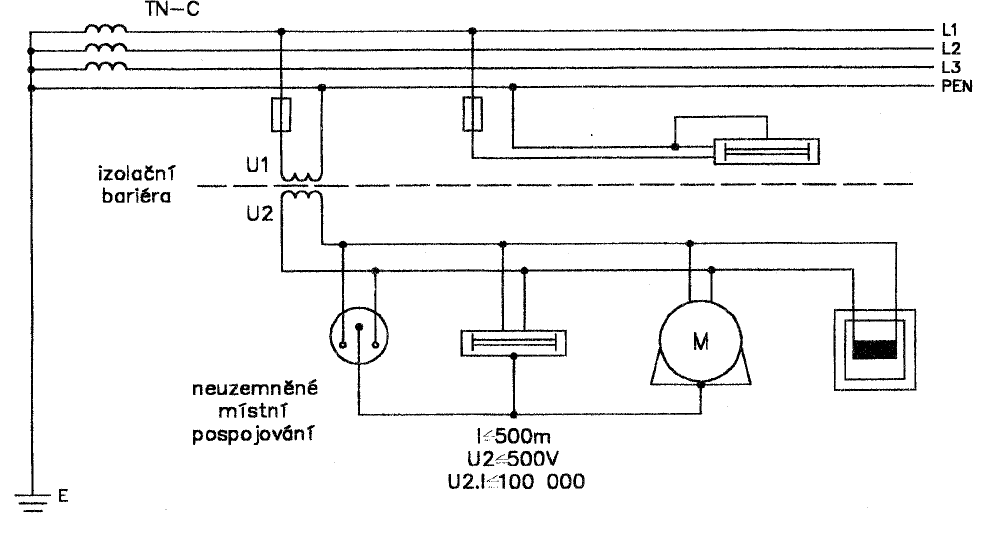 TN-C
L1
L2
L3
PEN
izolační
bariéra
U1
U2
M
neuzemněné
místní
pospojování
l≤500m
U2≤500V
U2.l≤100 000
E